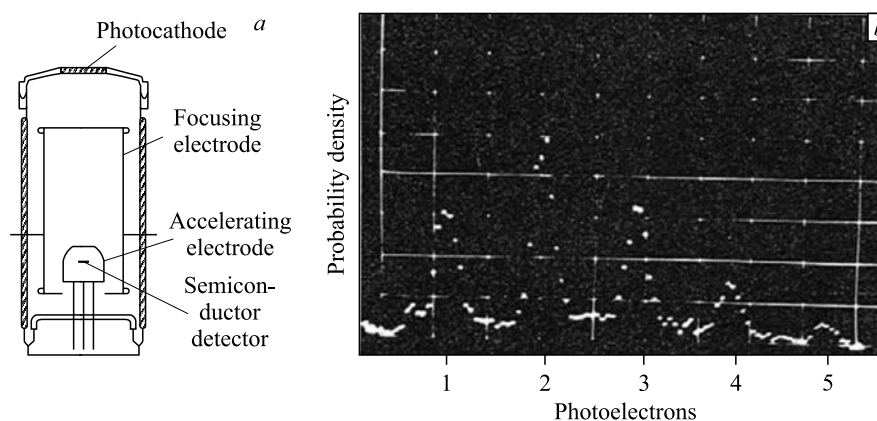 a
Photocathode
Focusing
electrode
Accelerating
electrode
Semicon-
ductor
detector
Probability density
1 2 3 4 5
Photoelectrons